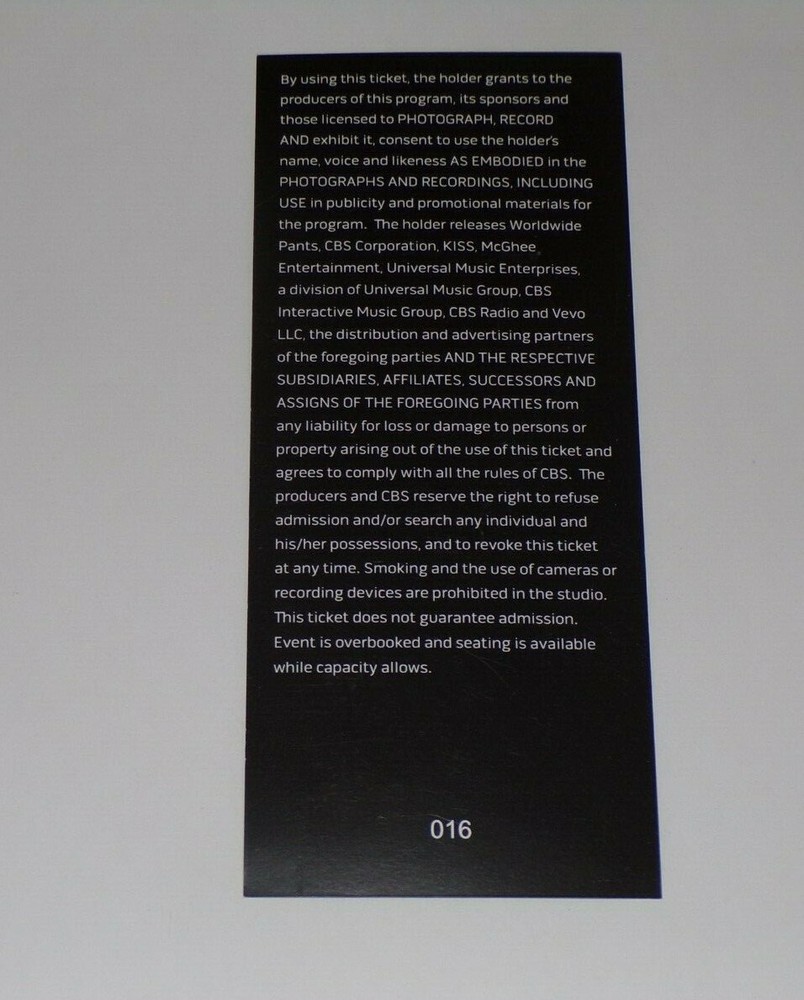 By using this ticket, the holder grants to the
producers of this program, its sponsors and
those licensed to PHOTOGRAPH, RECORD
AND exhibit it, consent to use the holder's
name, voice and likeness AS EMBODIED in the
PHOTOGRAPHS AND RECORDINGS, INCLUDING
USE in publicity and promotional materials for
the program.  The holder releases Worldwide
Pants, CBS Corporation, KISS, McGhee
Entertainment, Universal Music Enterprises,
a division of Universal Music Group, CBS
Interactive Music Group, CBS Radio and Vevo
LLC, the distribution and advertising partners
of the foregoing parties AND THE RESPECTIVE
SUBSIDIARIES, AFFILIATES, SUCCESSORS AND
ASSIGNS OF THE FOREGOING PARTIES from
any liability for loss or damage to persons or
property arising out of the use of this ticket and
agrees to comply with all the rules of CBS.  The
producers and CBS reserve the right to refuse
admission and/or search any individual and
his/her possessions, and to revoke this ticket
at any time. Smoking and the use of cameras or
recording devices are prohibited in the studio.
This ticket does not guarantee admission.
Event is overbooked and seating is available
while capacity allows.
016